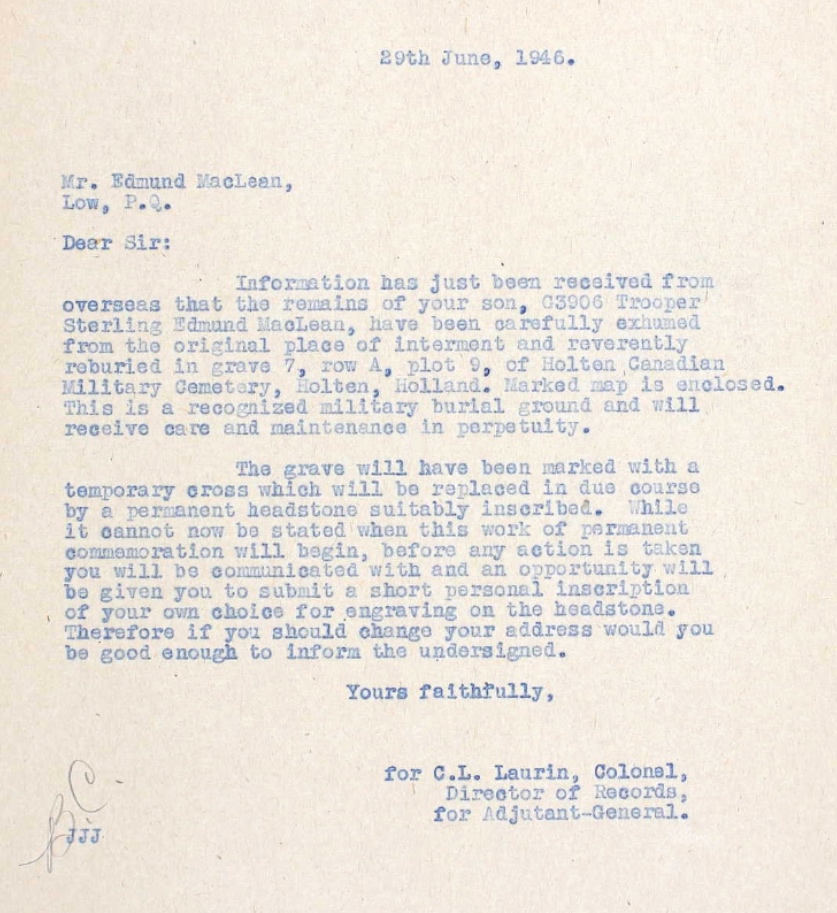 29th June, 1946.
Mr. Edmund MacLean,
Low, P.Q.
Dear Sir:
Information has just been received from
overseas that the remains of your son, C3906 Trooper
Sterling Edmund MacLean, have been carefully exhumed
from the original place of interment and reverently
reburied in grave 7, row A, plot 9, of Holten Canadian
Military Cemetery, Holten, Holland. Marked map is enclosed.
This is a recognized military burial ground and will
receive care and maintenance in perpetuity.
The grave will have been marked with a
temporary cross which will be replaced in due course
by a permanent headstone suitably inscribed. While
it cannot now be stated when this work of permanent
commemoration will begin, before any action is taken
you will be communicated with and an opportunity will
be given you to submit a short personal inscription
of your own choice for engraving on the headstone.
Therefore if you should change your address would you
be good enough to inform the undersigned.
Yours faithfully,
for C.L. Laurin, Colonel,
Director of Records,
for Adjutant-General.
B.C.
JJJ